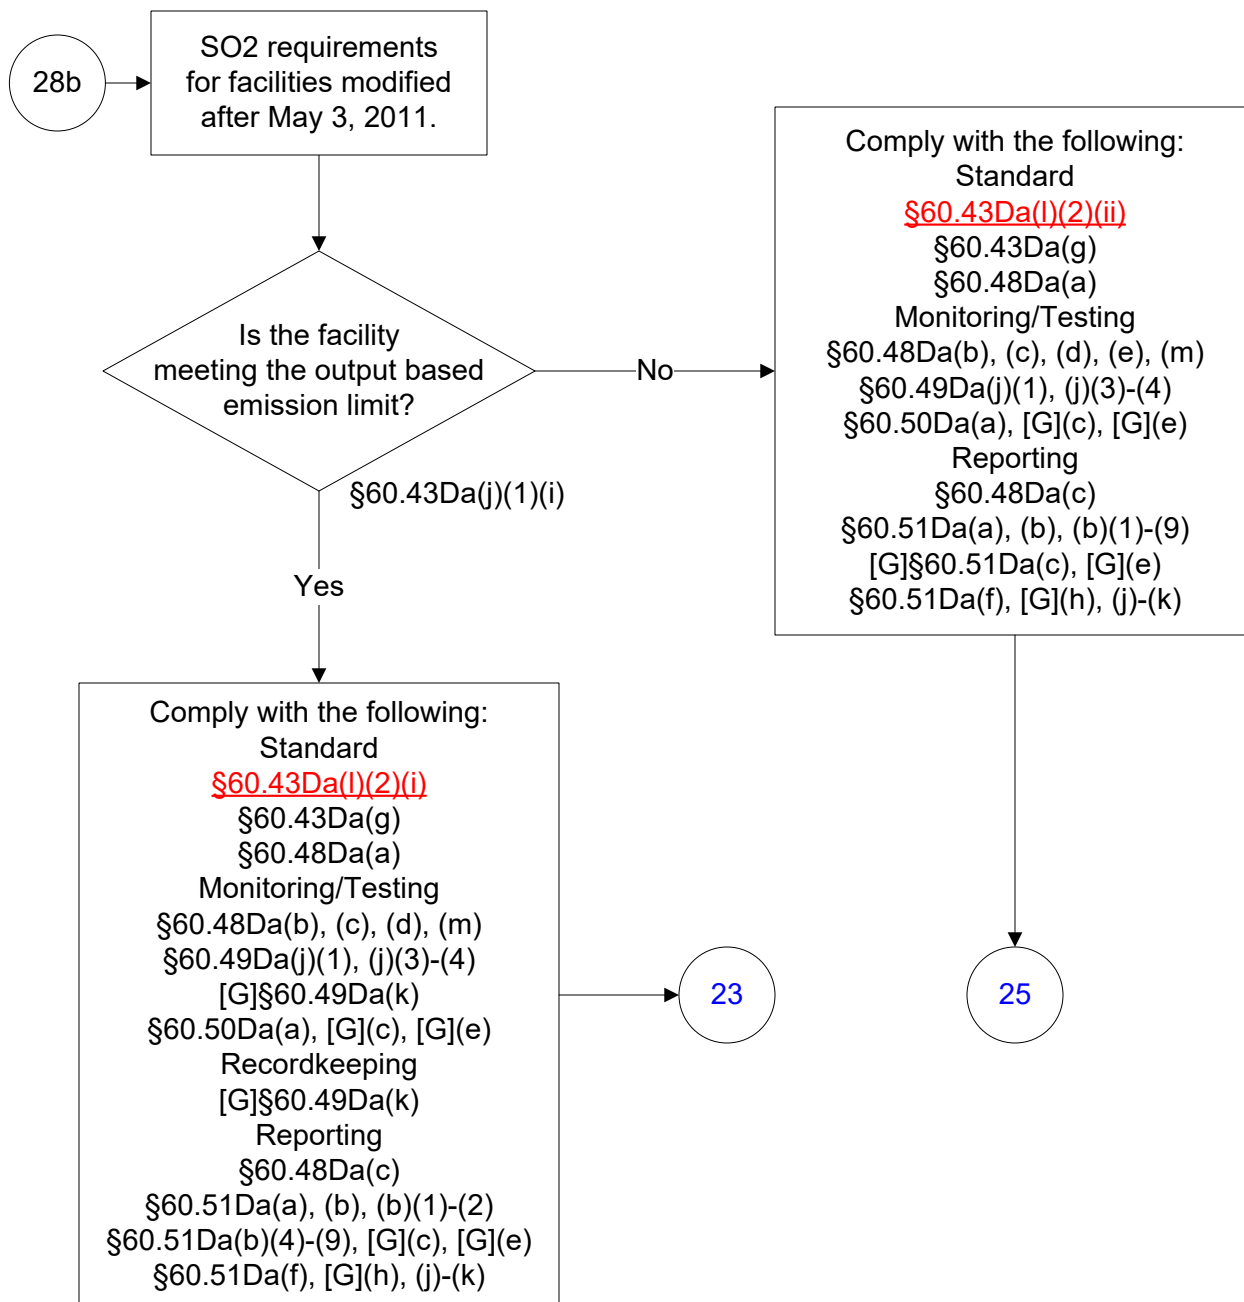 28b
SO2 requirements
for facilities modified
after May 3, 2011.
Is the facility
meeting the output based
emission limit?
§60.43Da(j)(1)(i)
No
Yes
Comply with the following:
Standard
§60.43Da(l)(2)(ii)
§60.43Da(g)
§60.48Da(a)
Monitoring/Testing
§60.48Da(b), (c), (d), (e), (m)
§60.49Da(j)(1), (j)(3)-(4)
§60.50Da(a), [G](c), [G](e)
Reporting
§60.48Da(c)
§60.51Da(a), (b), (b)(1)-(9)
[G]§60.51Da(c), [G](e)
§60.51Da(f), [G](h), (j)-(k)
Comply with the following:
Standard
§60.43Da(l)(2)(i)
§60.43Da(g)
§60.48Da(a)
Monitoring/Testing
§60.48Da(b), (c), (d), (m)
§60.49Da(j)(1), (j)(3)-(4)
[G]§60.49Da(k)
§60.50Da(a), [G](c), [G](e)
Recordkeeping
[G]§60.49Da(k)
Reporting
§60.48Da(c)
§60.51Da(a), (b), (b)(1)-(2)
§60.51Da(b)(4)-(9), [G](c), [G](e)
§60.51Da(f), [G](h), (j)-(k)
23
25